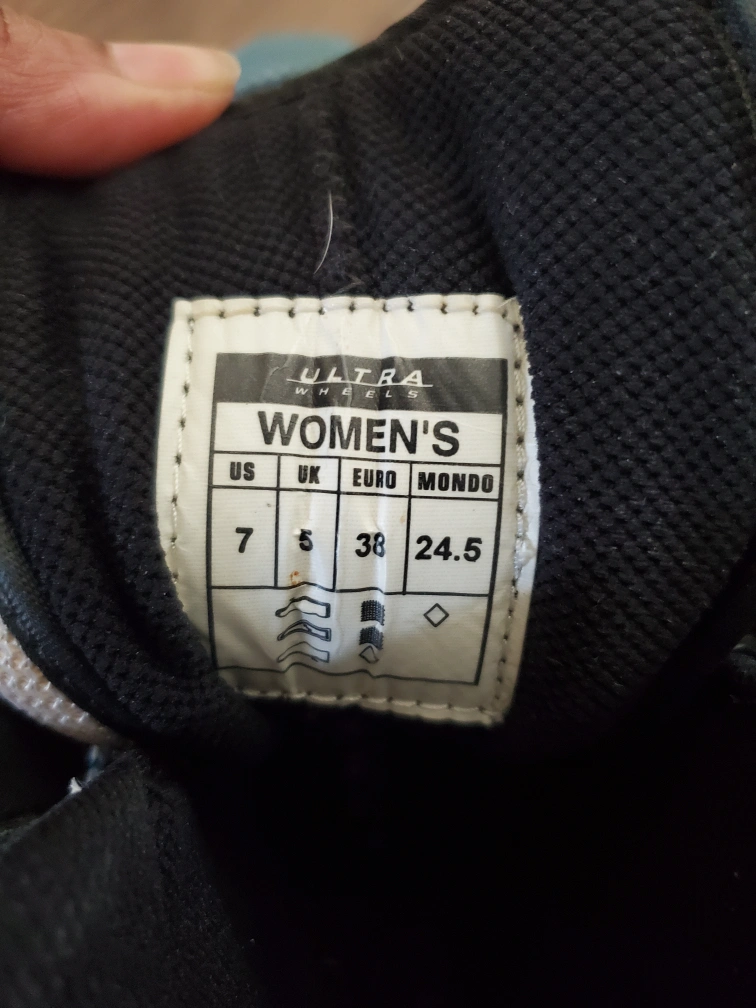 ULTRA
WHEELS
WOMEN'S
US UK EURO MONDO
7 5 38 24.5